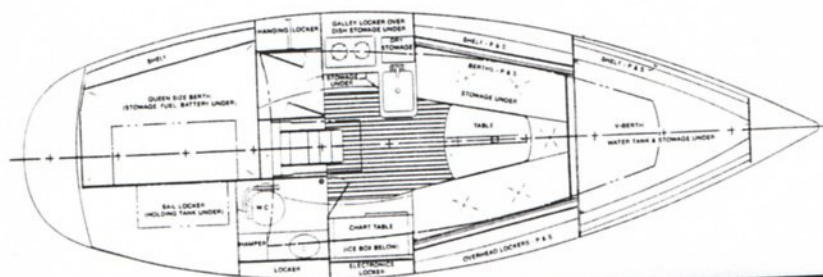 HANGING LOCKER
GALLEY LOCKER OVER
DISH STOWAGE UNDER
DRY
STOWAGE
SHELF
SHELF - P & S
SHELF - P & S
STOWAGE
UNDER
BERTHS - P & S
STOWAGE UNDER
QUEEN SIZE BERTH
(STOWAGE FUEL BATTERY UNDER)
TABLE
V-BERTH
WATER TANK & STOWAGE UNDER
SAIL LOCKER
(HOLDING TANK UNDER)
W.C.
HAMPER
CHART TABLE
(ICE BOX BELOW)
LOCKER
ELECTRONICS
LOCKER
OVERHEAD LOCKERS P & S